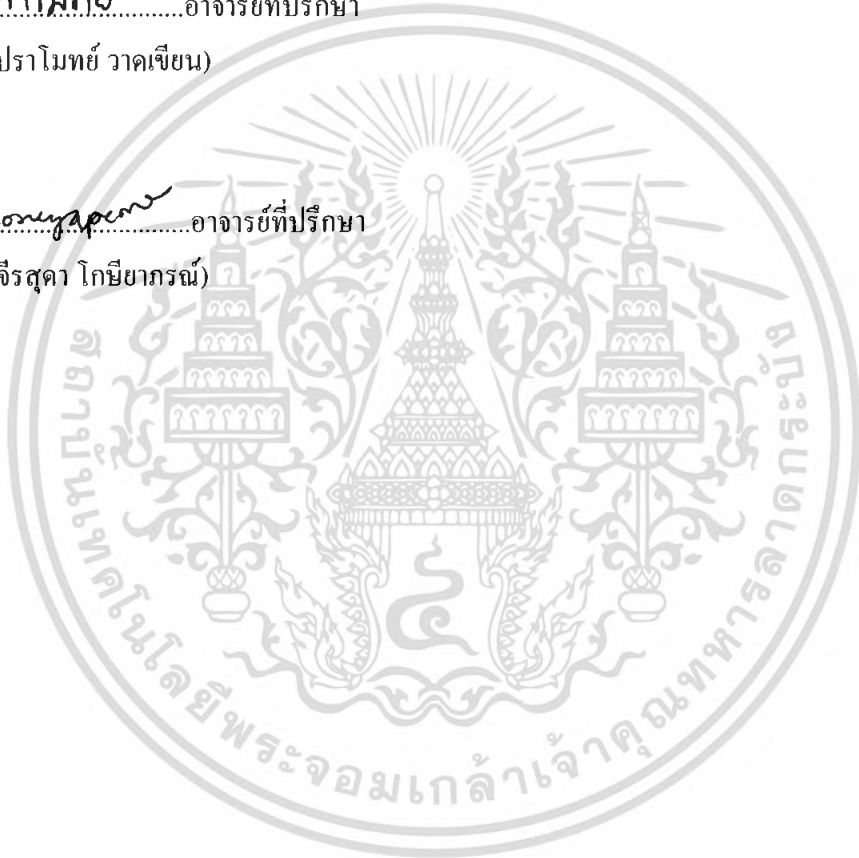 อาจารย์ที่ปรึกษา
ปราโมทย์ วาดเขียน)
อาจารย์ที่ปรึกษา
จีรสุดา โกษียาภรณ์)
สถาบันเทคโนโลยีพระจอมเกล้าเจ้าคุณทหารลาดกระบัง